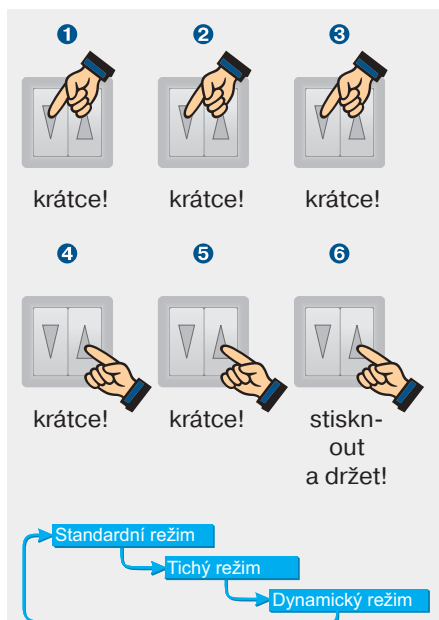 1 2 3
krátce! krátce! krátce!
4 5 6
krátce! krátce! stiskn-
out
a držet!
Standardní režim
Tichý režim
Dynamický režim